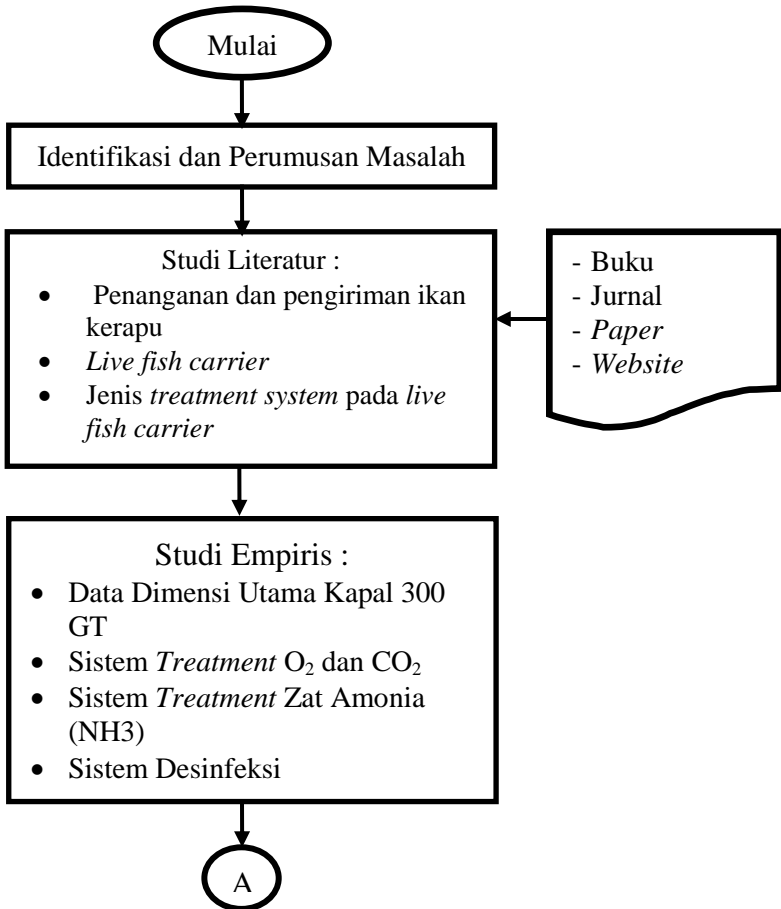 Mulai
Identifikasi dan Perumusan Masalah
Studi Literatur :
• Penanganan dan pengiriman ikan
kerapu
• Live fish carrier
• Jenis treatment system pada live
fish carrier
- Buku
- Jurnal
- Paper
- Website
Studi Empiris :
• Data Dimensi Utama Kapal 300
GT
• Sistem Treatment O₂ dan CO₂
• Sistem Treatment Zat Amonia
(NH3)
• Sistem Desinfeksi
A